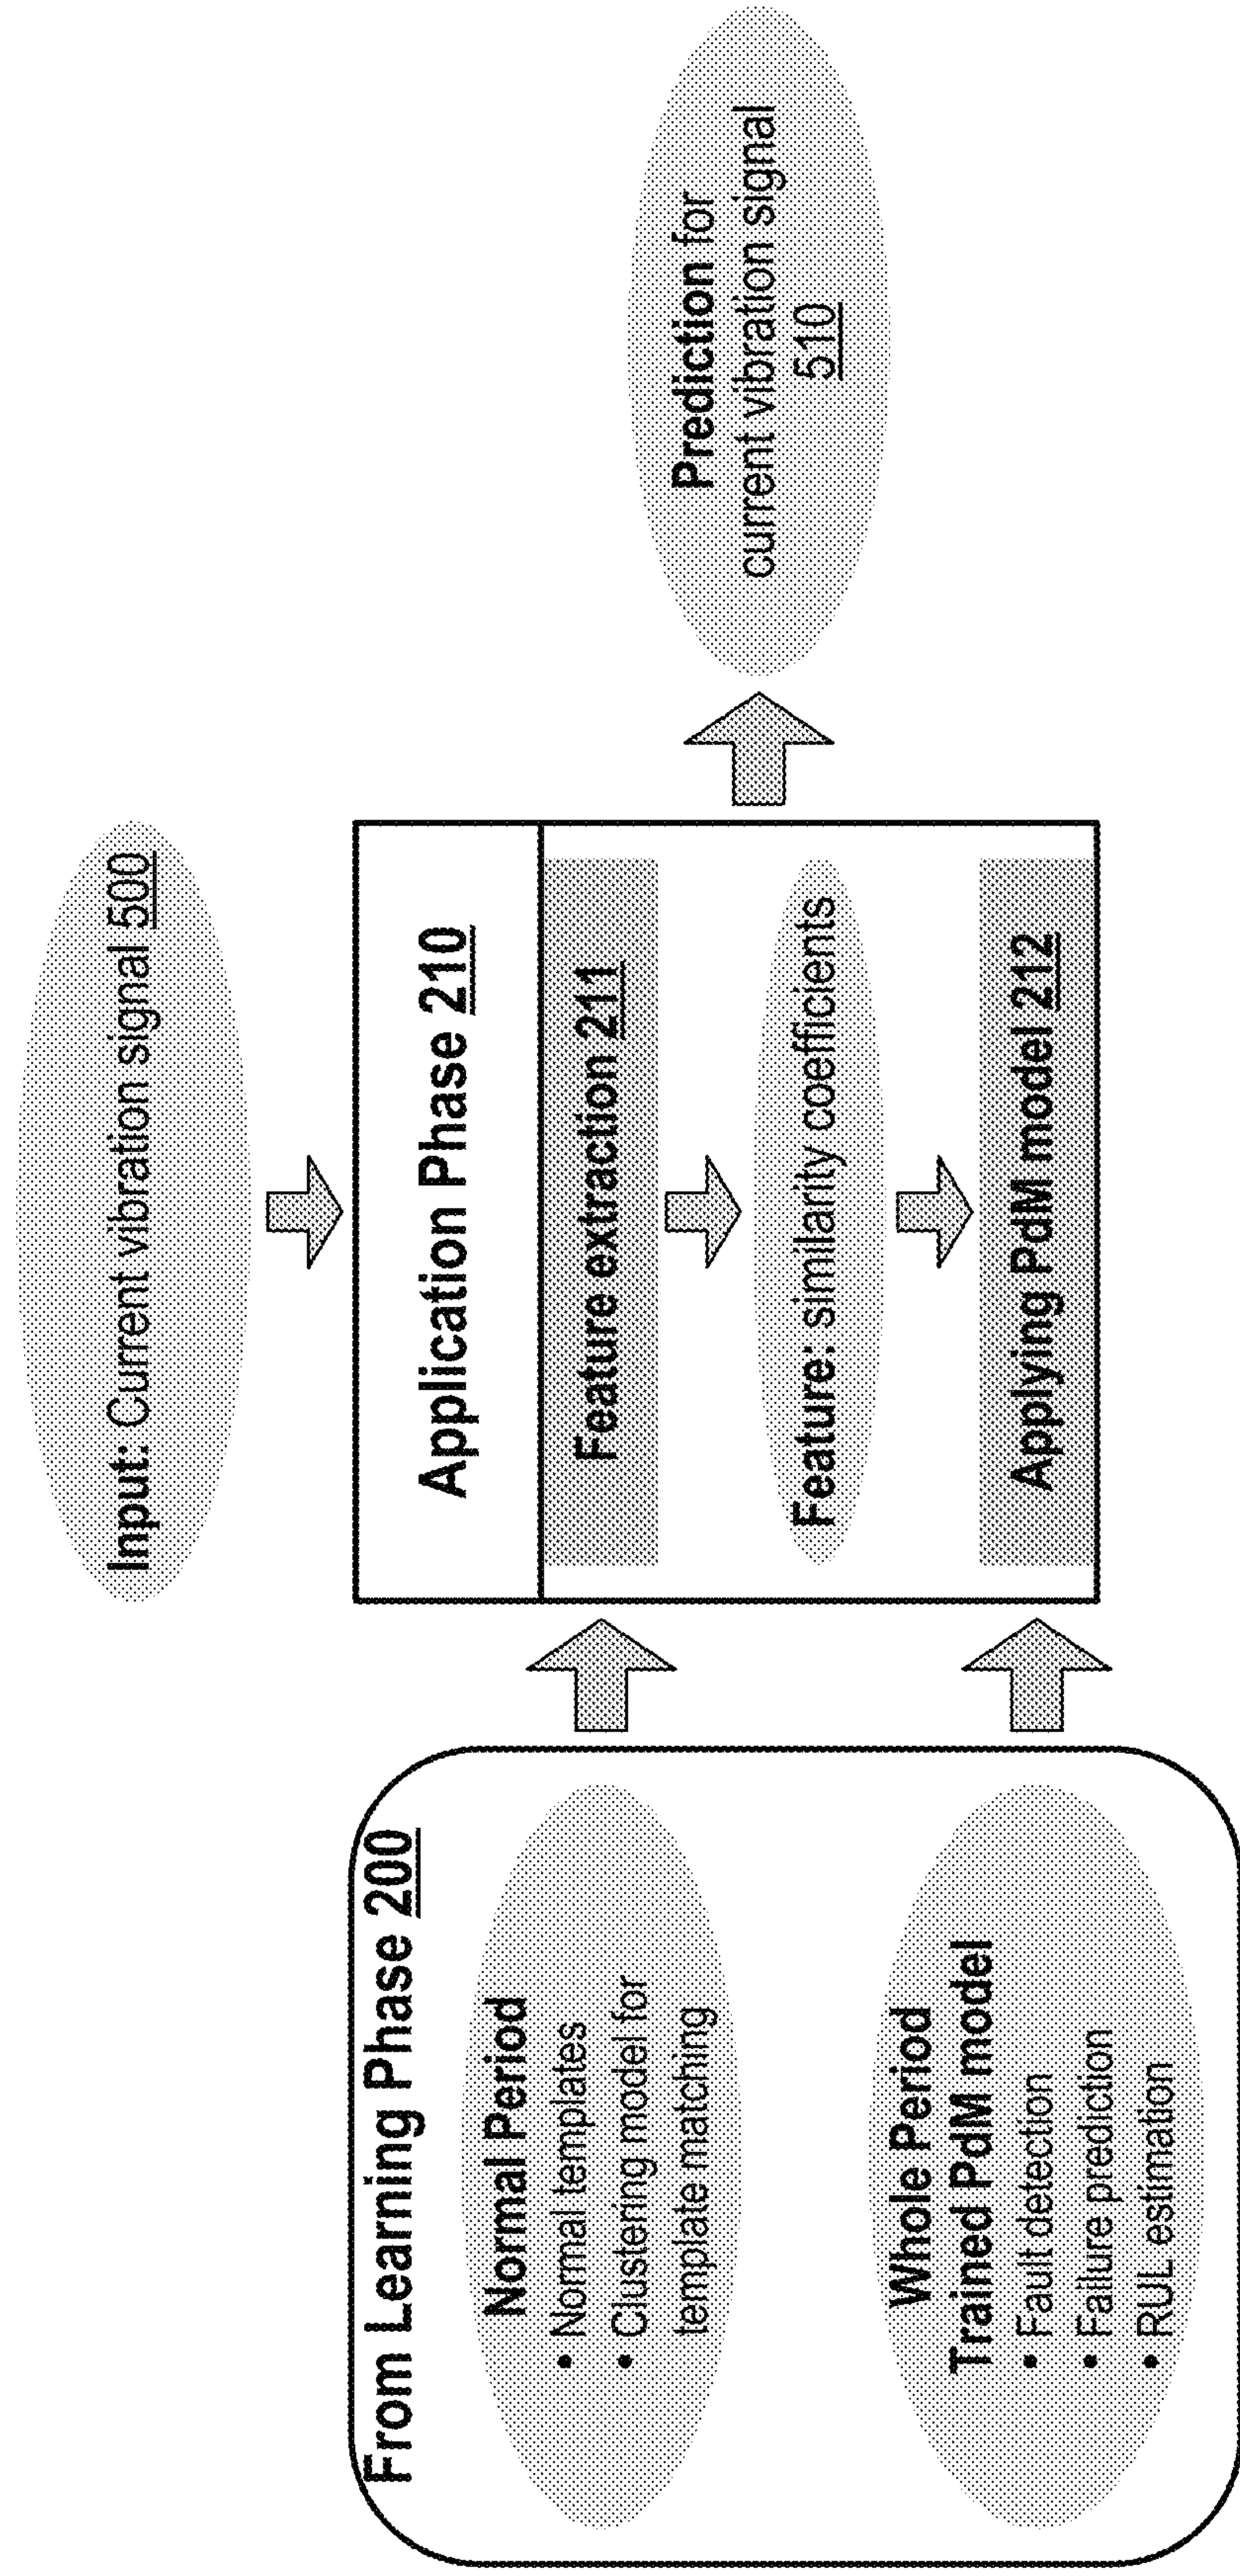 Input: Current vibration signal 500
From Learning Phase 200
Normal Period
• Normal templates
• Clustering model for
template matching
Whole Period
Trained PdM model
• Fault detection
• Failure prediction
• RUL estimation
Application Phase 210
Feature extraction 211
Feature: similarity coefficients
Applying PdM model 212
Prediction for
current vibration signal
510